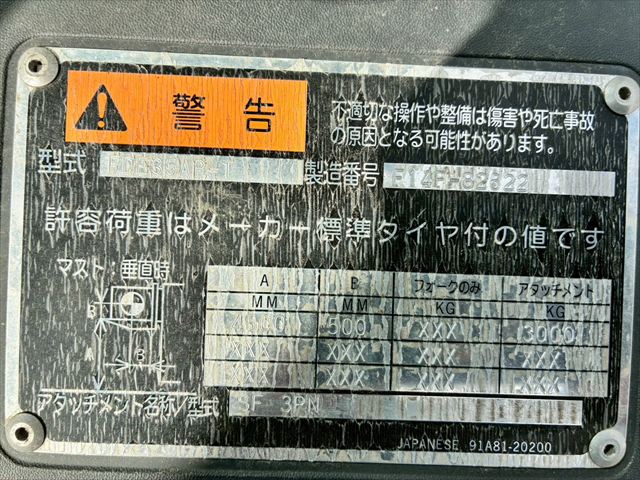 警告
不適切な操作や整備は傷害や死亡事故
の原因となる可能性があります。
型式 製造番号
許容荷重はメーカー標準タイヤ付の値です
マスト:垂直時
A B フォークのみ アタッチメント
MM MM KG KG
500 XXX 3000
XXX XXX XXX XXX
XXX XXX XXX XXX
B
A
B
アタッチメント名称/型式 3PN
JAPANESE 91A81-20200